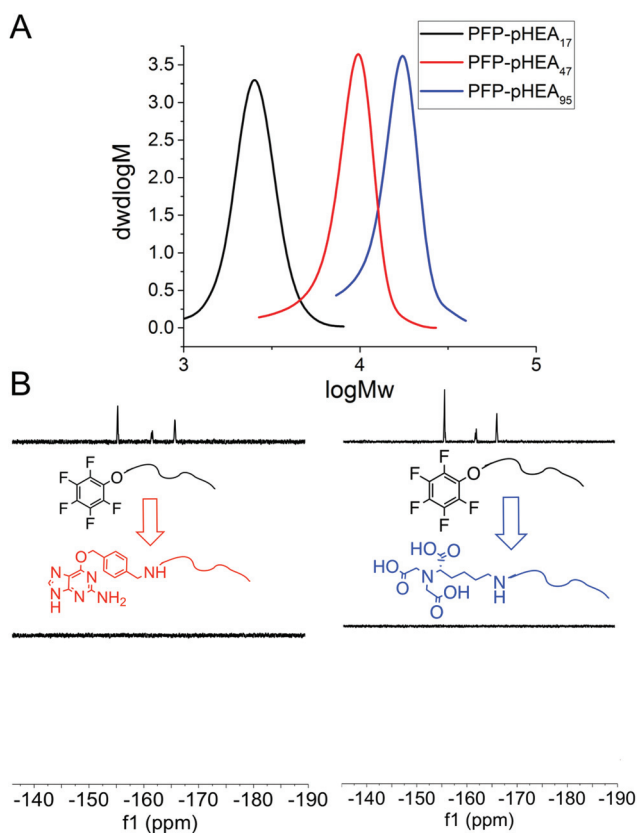 A
PFP-pHEA₁₇
PFP-pHEA₄₇
PFP-pHEA₉₅
dwdlogM
3.5
3.0
2.5
2.0
1.5
1.0
0.5
0.0
3 4 5
logMw
B
F F F F F O
F F F F F O
O NH N N N N H N NH₂
HO O O HO N OH O O N H
-140 -150 -160 -170 -180 -190
f1 (ppm)
-140 -150 -160 -170 -180 -190
f1 (ppm)